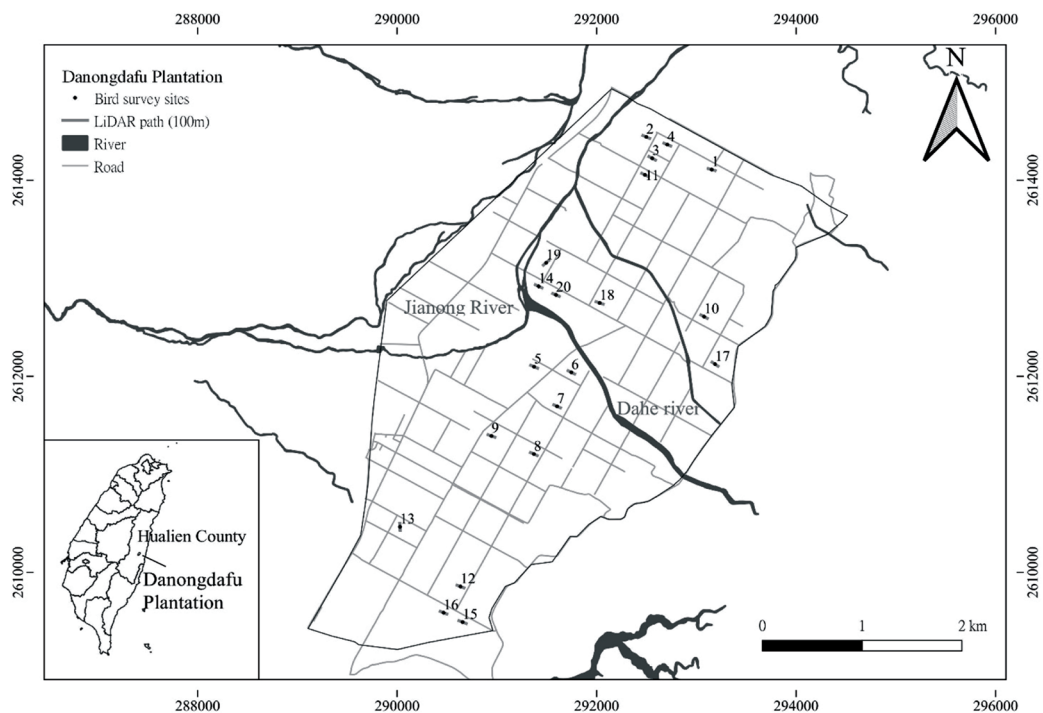 288000 290000 292000 294000 296000
N
Danongdafu Plantation
Bird survey sites
LiDAR path (100m)
River
Road
2614000
2614000
2 4
3 1
11
19
14 20
18
10
Jianong River
17
5 6
2612000
2612000
7
Dahe river
9
8
13
Hualien County
Danongdafu
Plantation
2610000
2610000
12
16 15
0 1 2 km
288000 290000 292000 294000 296000